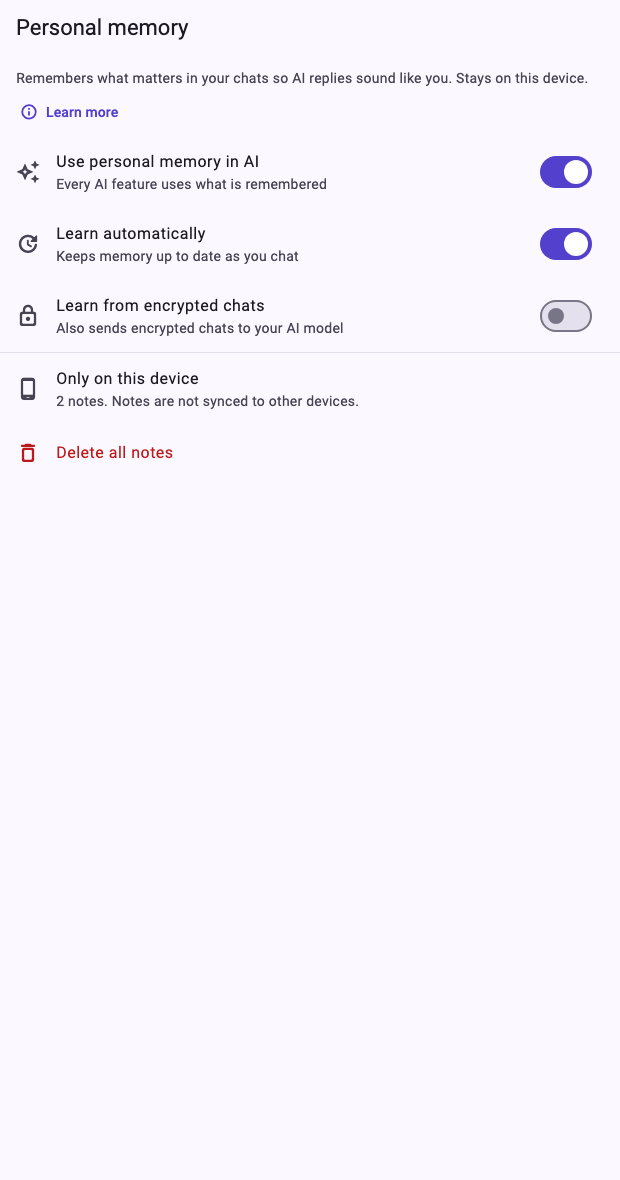 Personal memory
Remembers what matters in your chats so AI replies sound like you. Stays on this device.
Learn more
Use personal memory in AI
Every AI feature uses what is remembered
Learn automatically
Keeps memory up to date as you chat
Learn from encrypted chats
Also sends encrypted chats to your AI model
Only on this device
2 notes. Notes are not synced to other devices.
Delete all notes